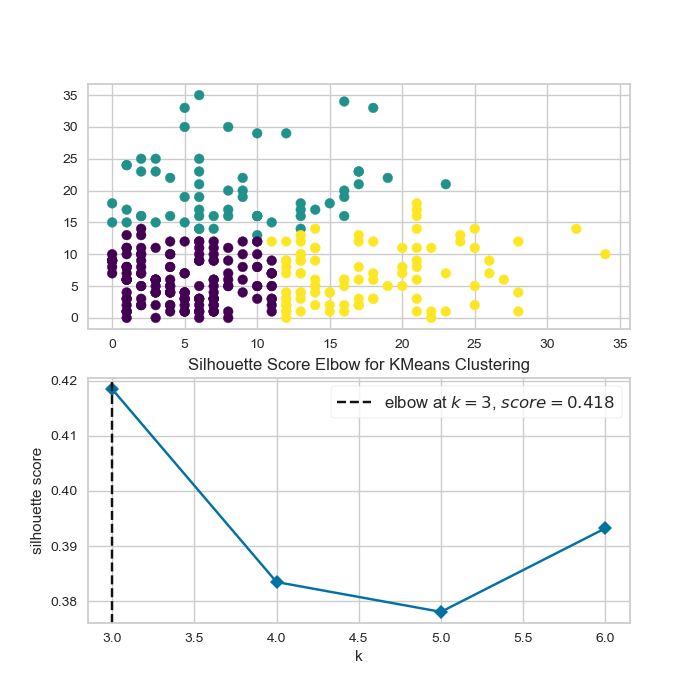 35
30
25
20
15
10
5
0
0 5 10 15 20 25 30 35
Silhouette Score Elbow for KMeans Clustering
0.42
elbow at k = 3, score = 0.418
0.41
0.40
0.39
0.38
silhouette score
3.0 3.5 4.0 4.5 5.0 5.5 6.0
k